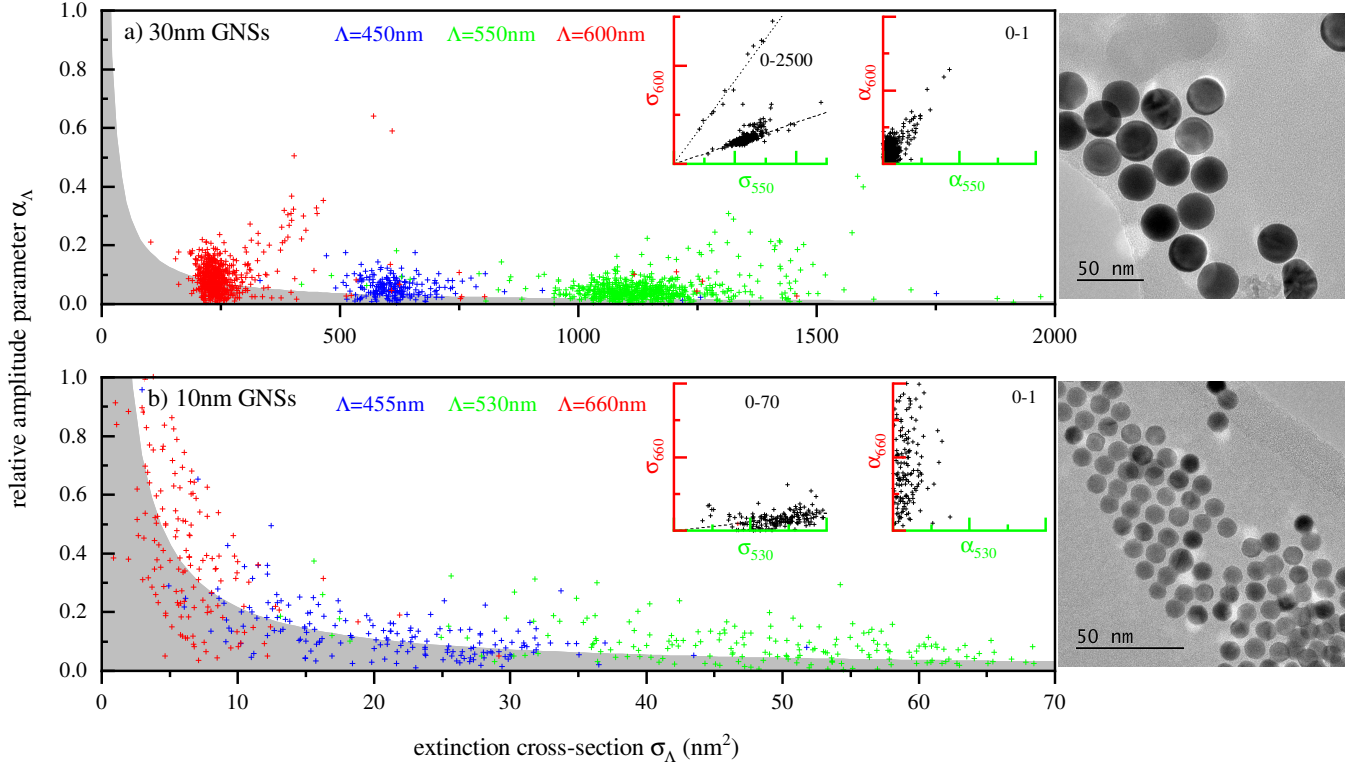 a) 30nm GNSs
Λ=450nm Λ=550nm Λ=600nm
1.0
0.8
0.6
0.4
0.2
0.0
0 500 1000 1500 2000
σ600
0-2500
σ550
α600
0-1
α550
50 nm
relative amplitude parameter αΛ
b) 10nm GNSs
Λ=455nm Λ=530nm Λ=660nm
1.0
0.8
0.6
0.4
0.2
0.0
0 10 20 30 40 50 60 70
σ660
0-70
σ530
α660
0-1
α530
50 nm
extinction cross-section σΛ (nm²)